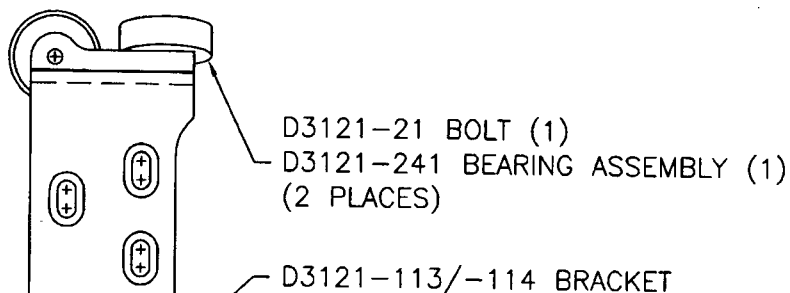 D3121-21 BOLT (1)
D3121-241 BEARING ASSEMBLY (1)
(2 PLACES)
D3121-113/-114 BRACKET